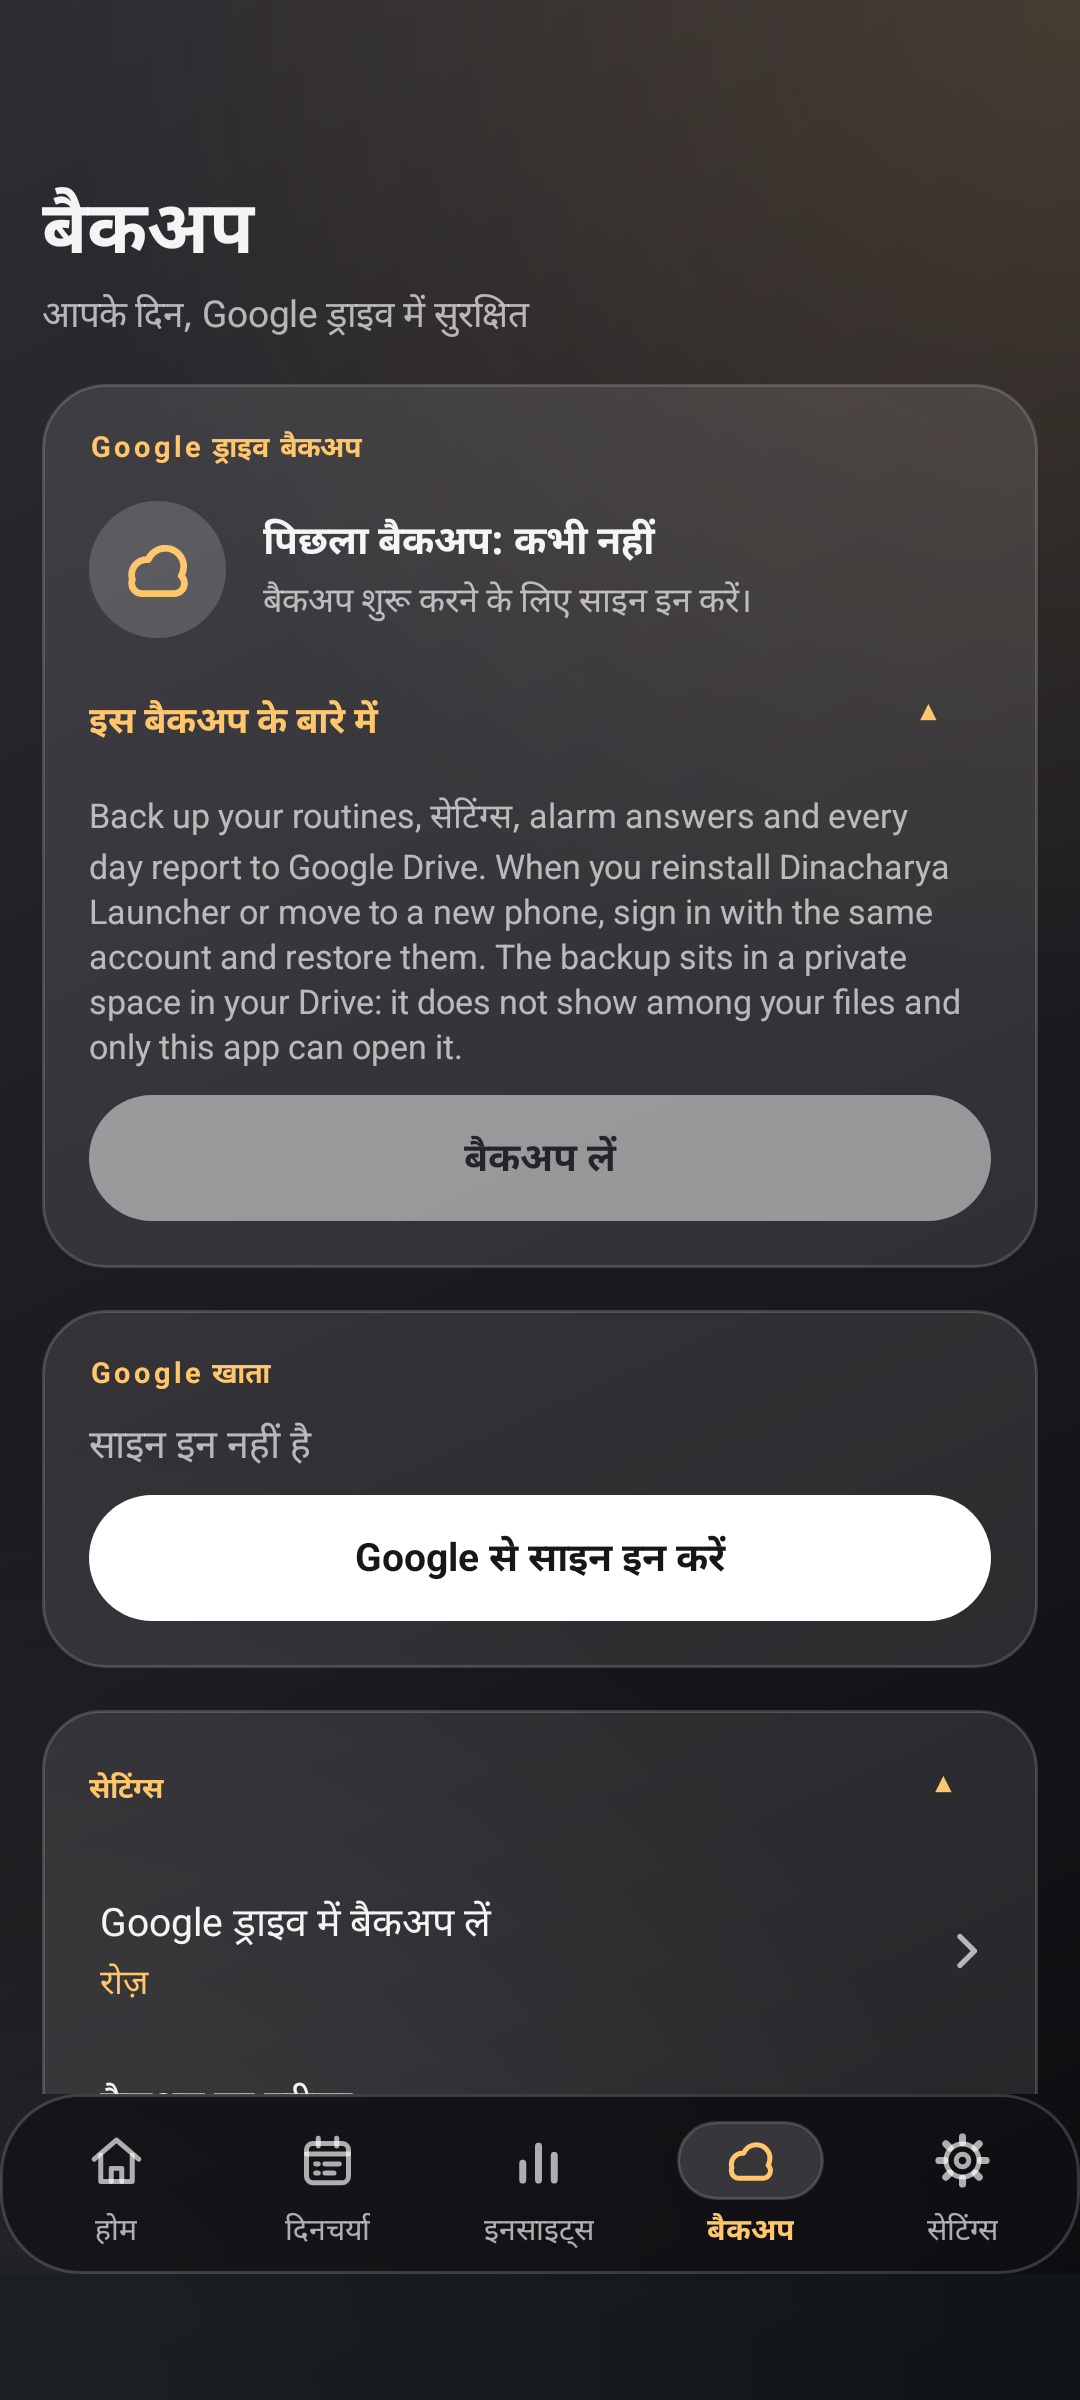 बैकअप
आपके दिन, Google ड्राइव में सुरक्षित
Google ड्राइव बैकअप
पिछला बैकअप: कभी नहीं
बैकअप शुरू करने के लिए साइन इन करें।
इस बैकअप के बारे में
Back up your routines, सेटिंग्स, alarm answers and every
day report to Google Drive. When you reinstall Dinacharya
Launcher or move to a new phone, sign in with the same
account and restore them. The backup sits in a private
space in your Drive: it does not show among your files and
only this app can open it.
बैकअप लें
Google खाता
साइन इन नहीं है
Google से साइन इन करें
सेटिंग्स
Google ड्राइव में बैकअप लें
रोज़
होम
दिनचर्या
इनसाइट्स
बैकअप
सेटिंग्स